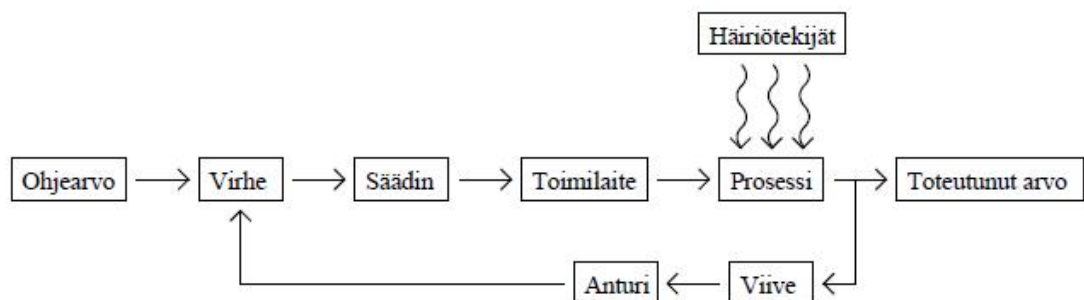 Häiriötekijät
Ohjearvo
Virhe
Säädin
Toimilaite
Prosessi
Toteutunut arvo
Anturi
Viive